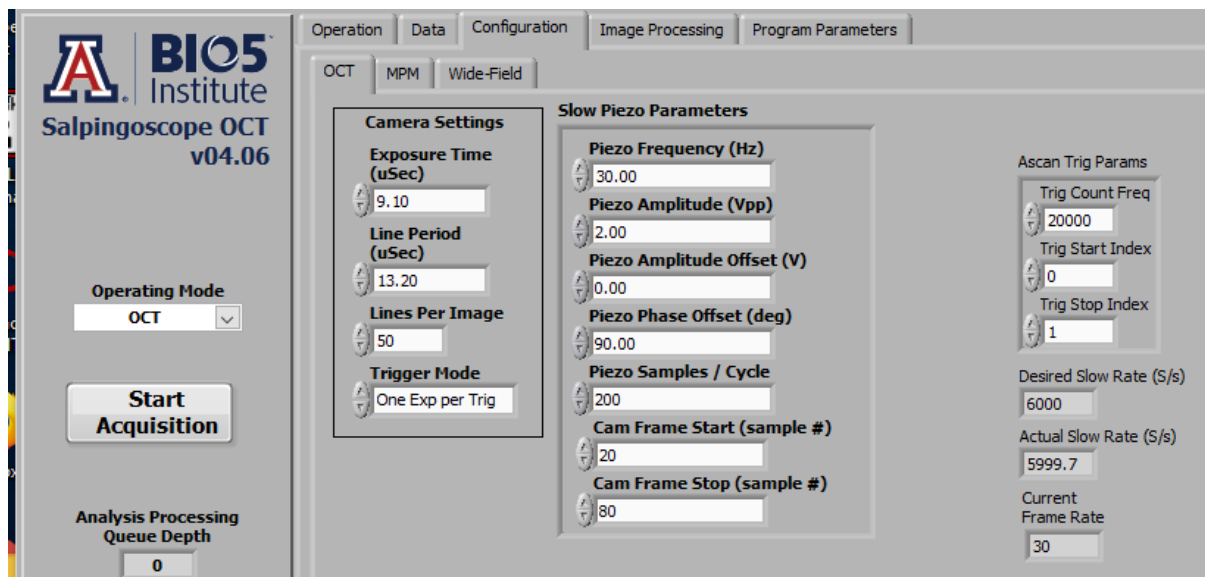 BIO5
Institute
Salpingoscope OCT
v04.06
Operating Mode
OCT
Start
Acquisition
Analysis Processing
Queue Depth
0
Operation
Data
Configuration
Image Processing
Program Parameters
OCT
MPM
Wide-Field
Camera Settings
Exposure Time
(uSec)
9.10
Line Period
(uSec)
13.20
Lines Per Image
50
Trigger Mode
One Exp per Trig
Slow Piezo Parameters
Piezo Frequency (Hz)
30.00
Piezo Amplitude (Vpp)
2.00
Piezo Amplitude Offset (V)
0.00
Piezo Phase Offset (deg)
90.00
Piezo Samples / Cycle
200
Cam Frame Start (sample #)
20
Cam Frame Stop (sample #)
80
Ascan Trig Params
Trig Count Freq
20000
Trig Start Index
0
Trig Stop Index
1
Desired Slow Rate (S/s)
6000
Actual Slow Rate (S/s)
5999.7
Current
Frame Rate
30